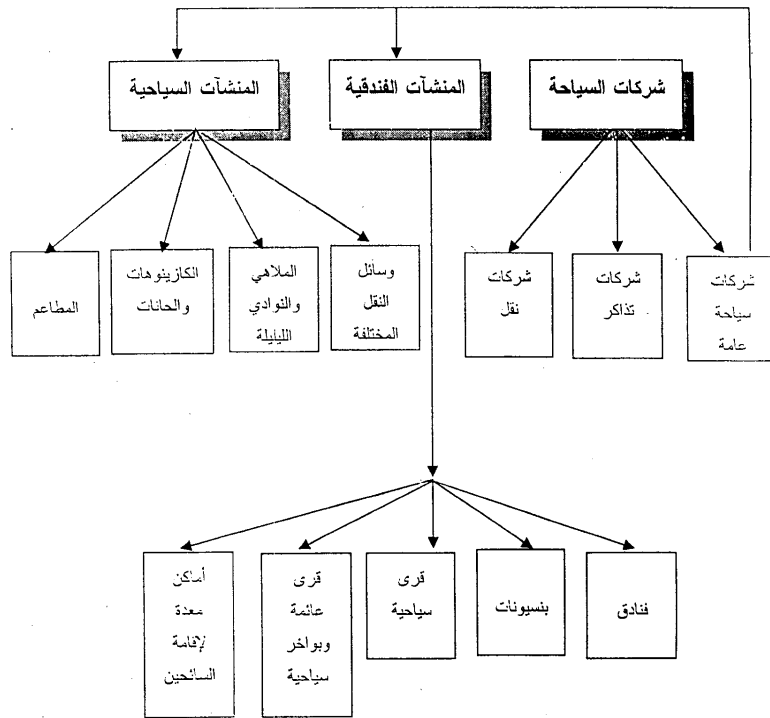 شركات السياحة
المنشآت الفندقية
المنشآت السياحية
شركات
سياحة
عامة
شركات
تذاكر
شركات
نقل
وسائل
النقل
المختلفة
الملاهي
والنوادي
الليليلة
الكازينوهات
والحانات
المطاعم
فنادق
بنسيونات
قرى
سياحية
قرى
عائمة
وبواخر
سياحية
أماكن
معدة
لإقامة
السائحين